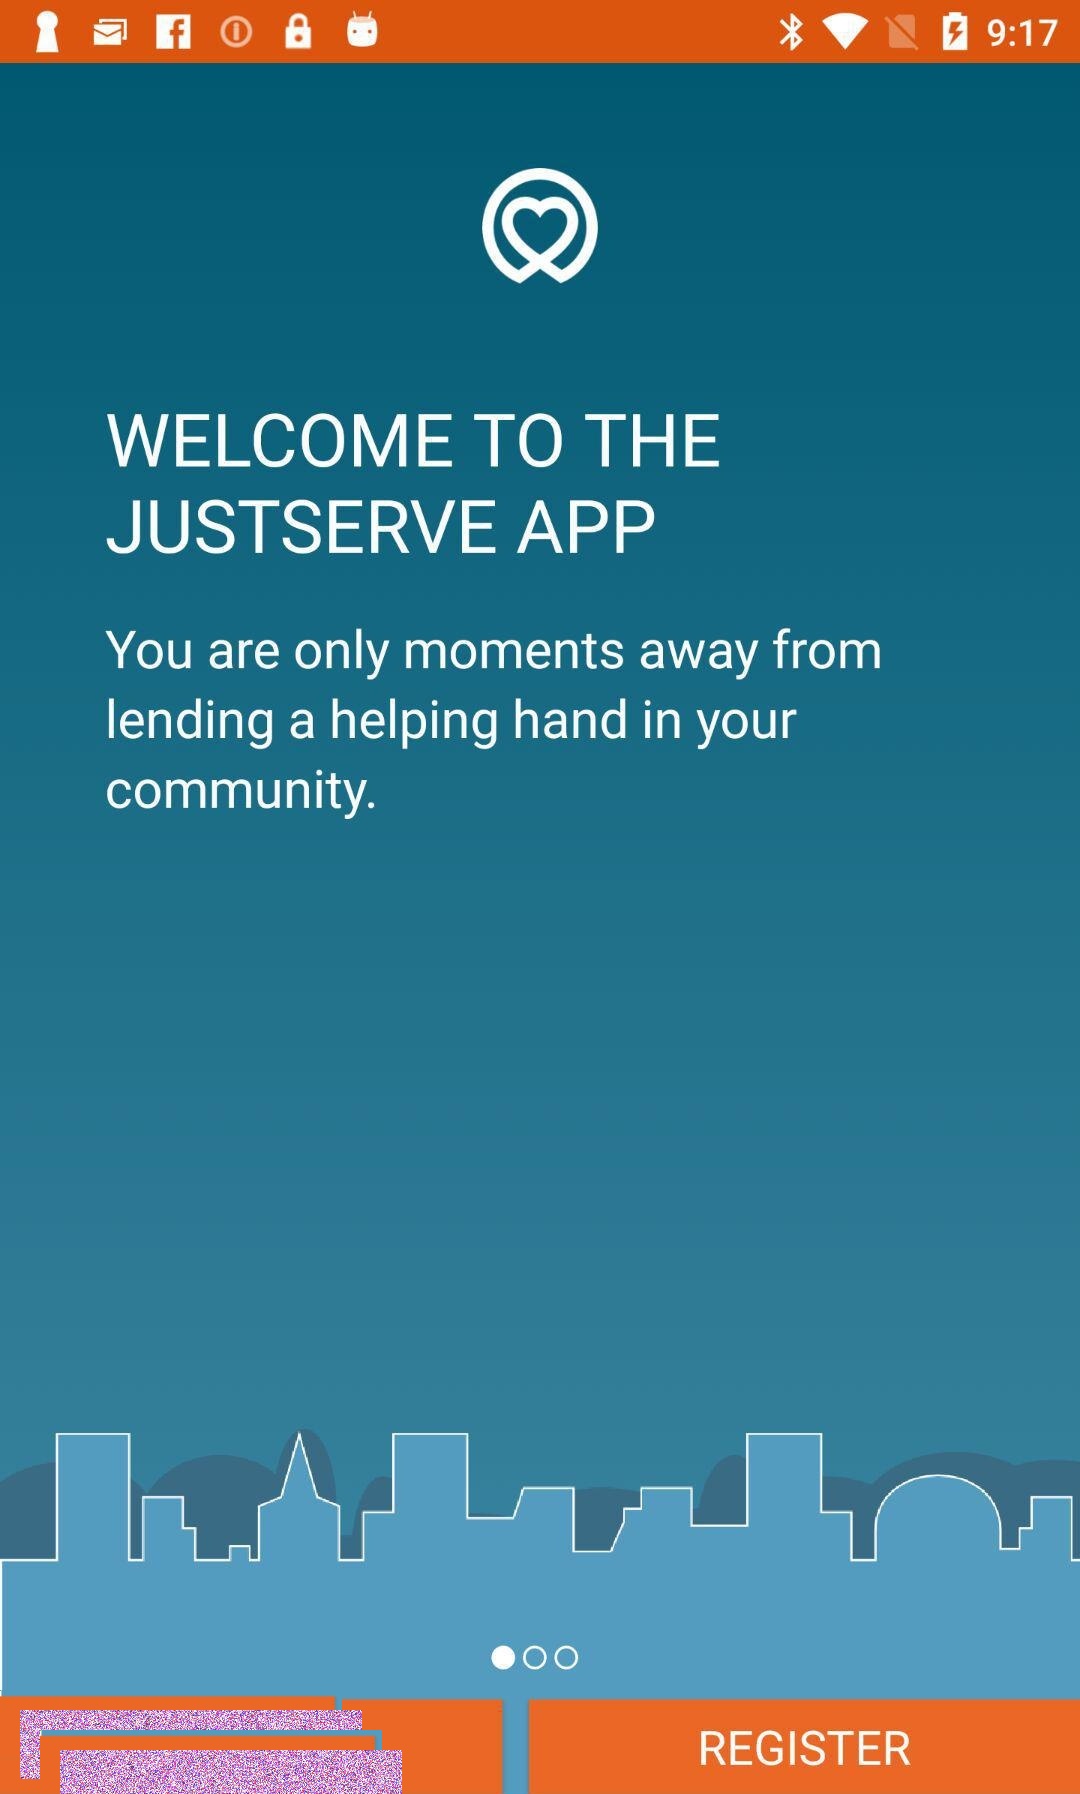 9:17
WELCOME TO THE
JUSTSERVE APP
You are only moments away from
lending a helping hand in your
community.
REGISTER